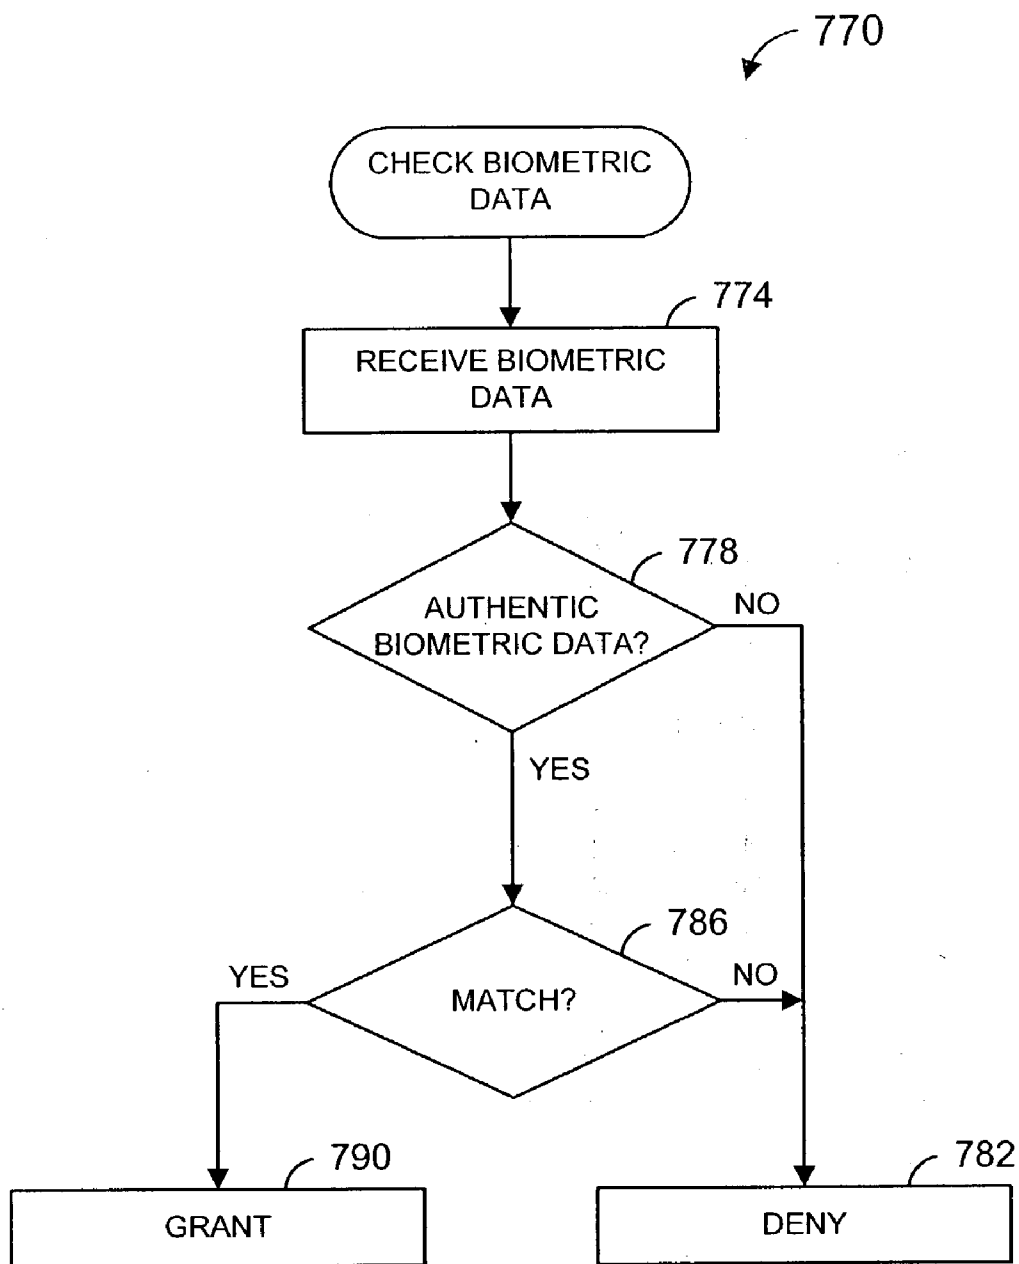 770
CHECK BIOMETRIC
DATA
774
RECEIVE BIOMETRIC
DATA
778
AUTHENTIC
BIOMETRIC DATA?
NO
YES
786
YES
MATCH?
NO
790
GRANT
782
DENY